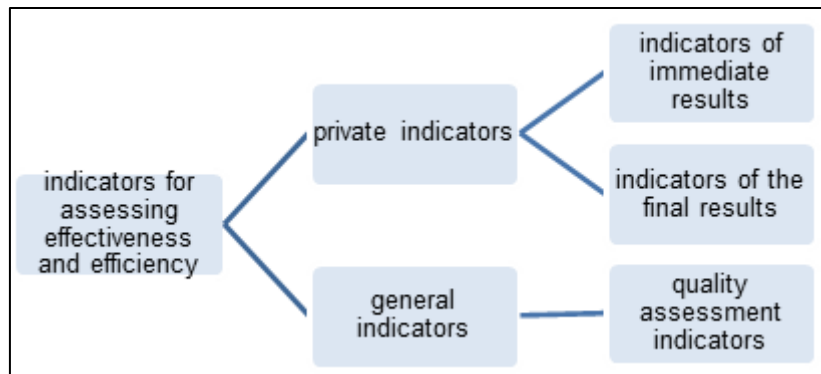 indicators for
assessing
effectiveness
and efficiency
private indicators
general
indicators
indicators of
immediate
results
indicators of the
final results
quality
assessment
indicators